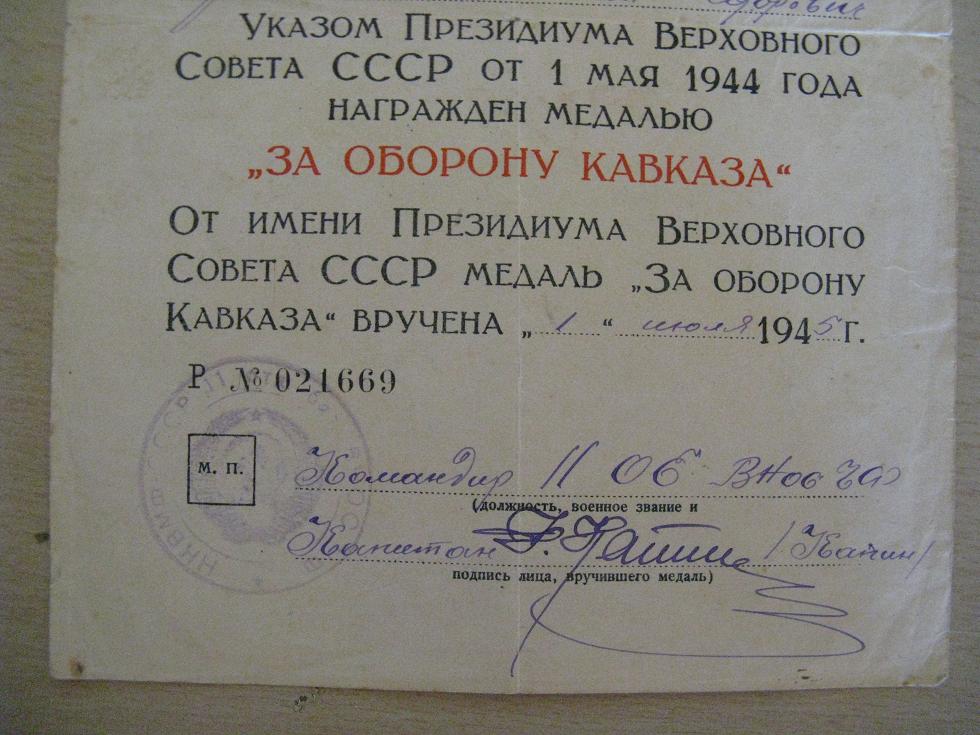 Указом Президиума Верховного
Совета СССР от 1 мая 1944 года
награжден медалью
„ЗА ОБОРОНУ КАВКАЗА“
От имени Президиума Верховного
Совета СССР медаль „За оборону
Кавказа“ вручена „1“ июля 1945 г.
Р № 021669
м. п.
Командир 11 ОБ ВНОС ЧФ
(должность, военное звание и
Капитан
подпись лица, вручившего медаль)